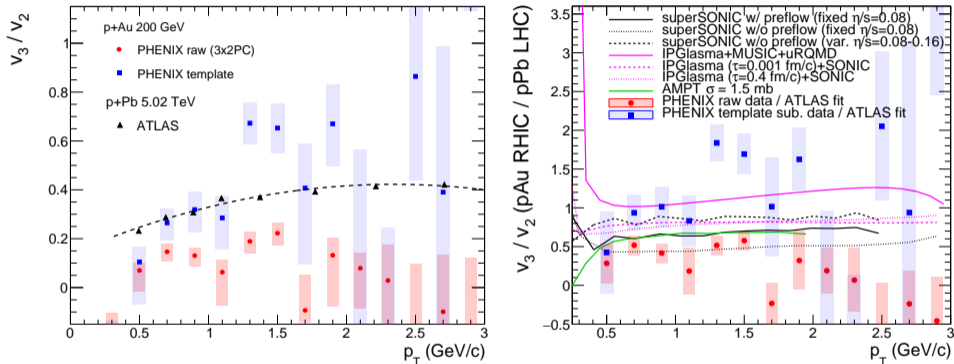 v₃ / v₂
p+Au 200 GeV
PHENIX raw (3x2PC)
PHENIX template
p+Pb 5.02 TeV
ATLAS
1
0.8
0.6
0.4
0.2
0
0 0.5 1 1.5 2 2.5 3
p_T (GeV/c)
v₃ / v₂ (pAu RHIC / pPb LHC)
superSONIC w/ preflow (fixed η/s=0.08)
superSONIC w/o preflow (fixed η/s=0.08)
superSONIC w/o preflow (var. η/s=0.08-0.16)
IPGlasma+MUSIC+uRQMD
IPGlasma (τ=0.001 fm/c)+SONIC
IPGlasma (τ=0.4 fm/c)+SONIC
AMPT σ = 1.5 mb
PHENIX raw data / ATLAS fit
PHENIX template sub. data / ATLAS fit
3.5
3
2.5
2
1.5
1
0.5
0
−0.5
0.5 1 1.5 2 2.5 3
p_T (GeV/c)